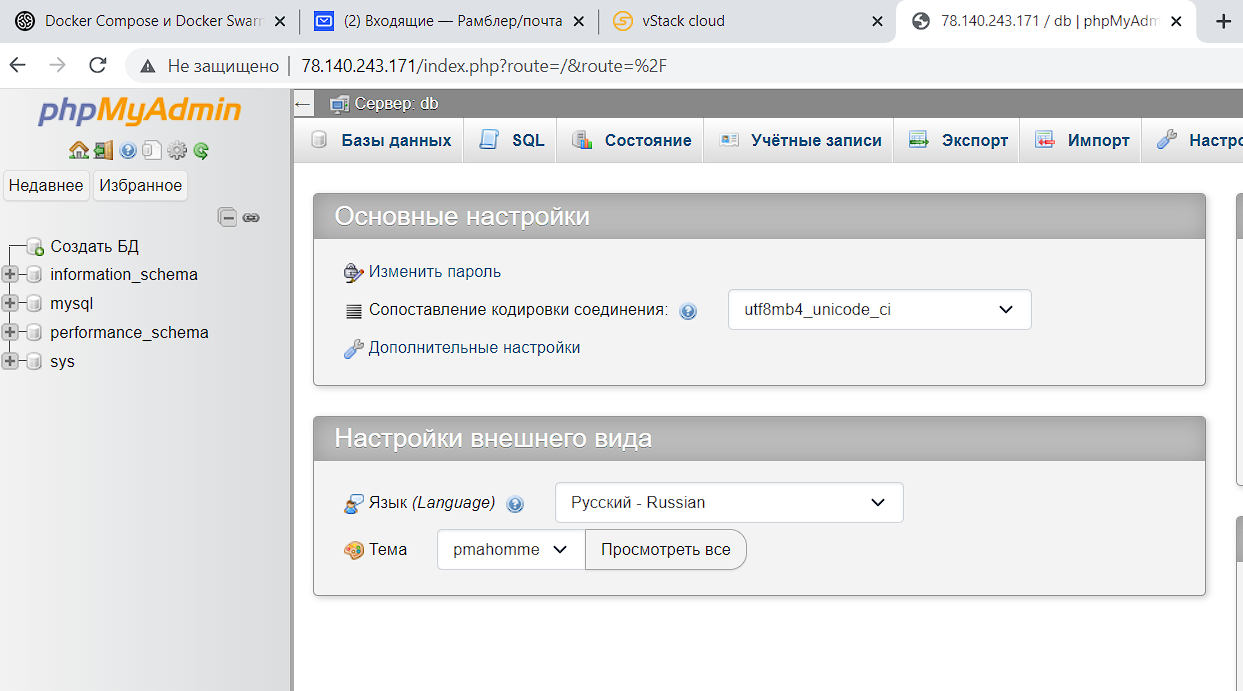 Docker Compose и Docker Swarm
(2) Входящие — Рамблер/почта
vStack cloud
78.140.243.171 / db | phpMyAdm
Не защищено
78.140.243.171/index.php?route=/&route=%2F
phpMyAdmin
Недавнее
Избранное
Создать БД
information_schema
mysql
performance_schema
sys
Сервер: db
Базы данных
SQL
Состояние
Учётные записи
Экспорт
Импорт
Настро
Основные настройки
Изменить пароль
Сопоставление кодировки соединения:
utf8mb4_unicode_ci
Дополнительные настройки
Настройки внешнего вида
Язык (Language)
Русский - Russian
Тема
pmahomme
Просмотреть все